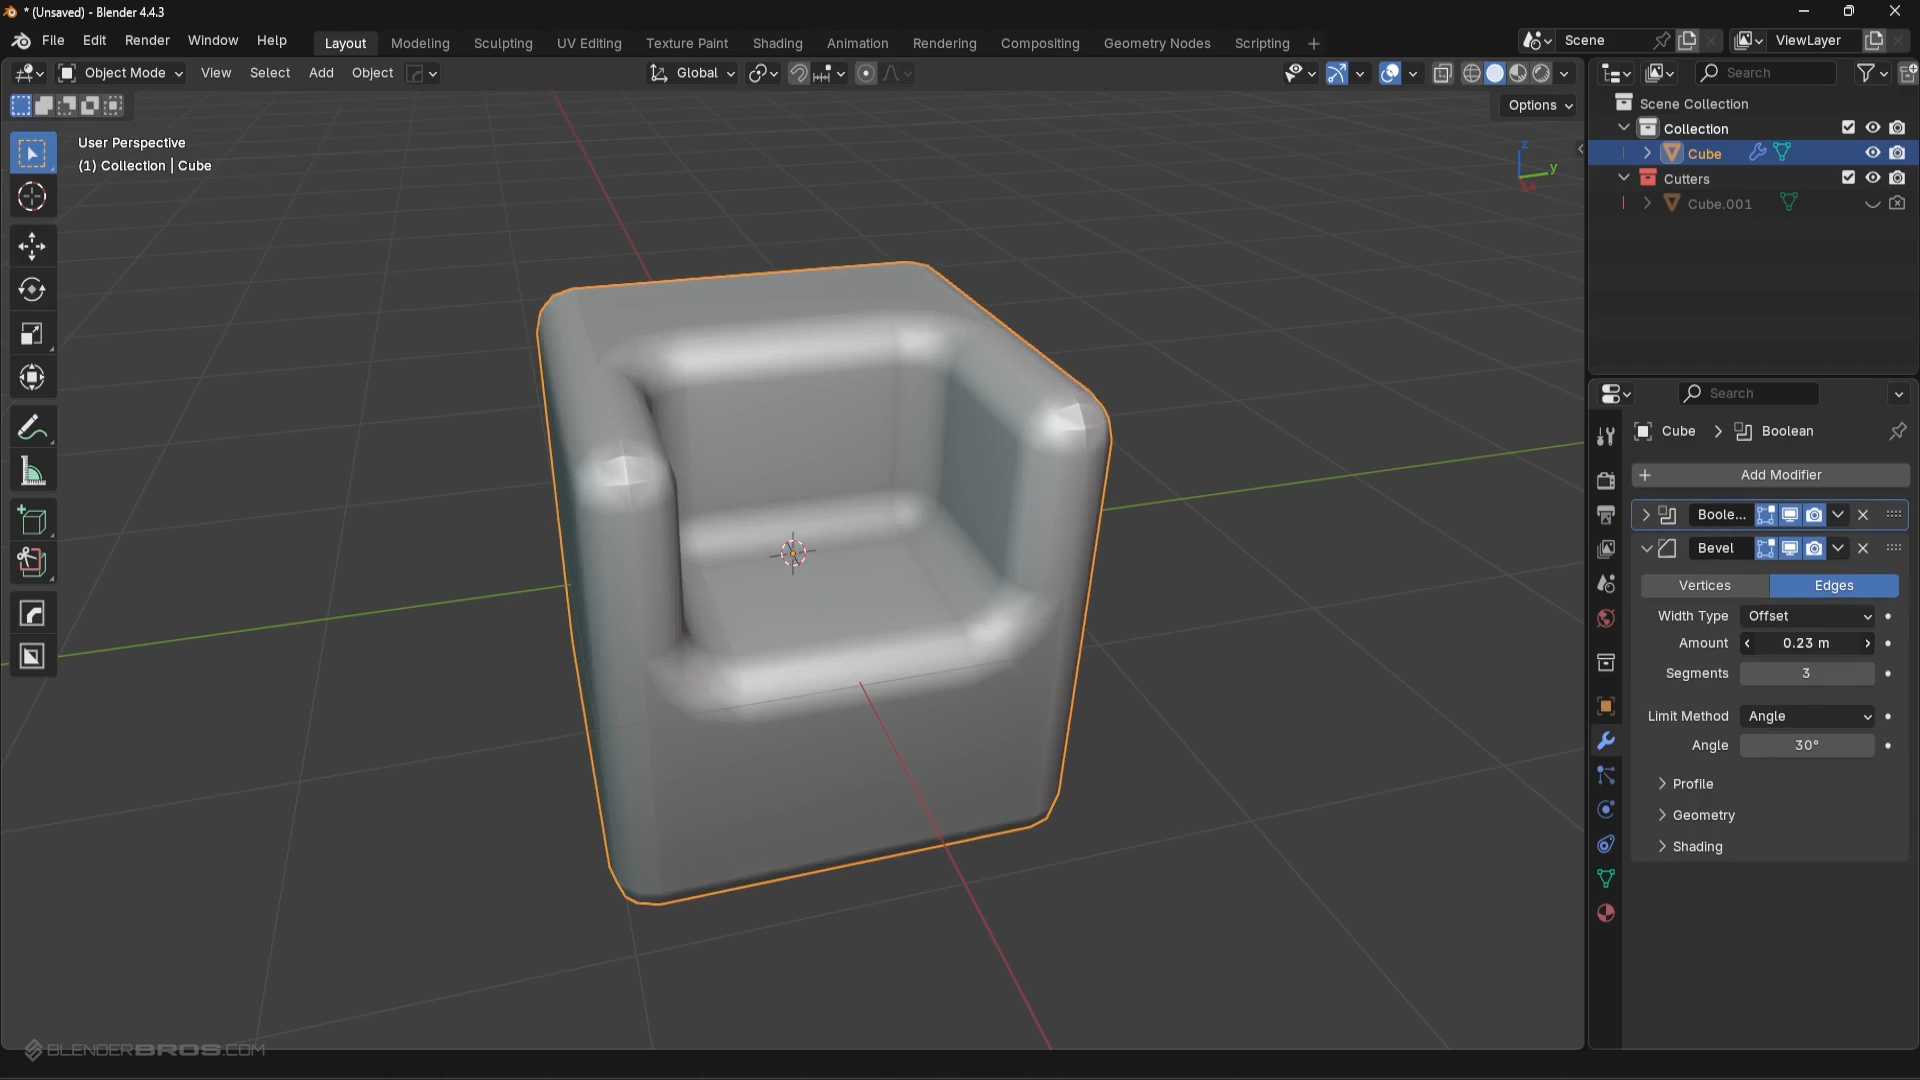 * (Unsaved) - Blender 4.4.3
File Edit Render Window Help Layout Modeling Sculpting UV Editing Texture Paint Shading Animation Rendering Compositing Geometry Nodes Scripting + Scene ViewLayer
Object Mode View Select Add Object Global Search
Options
User Perspective
(1) Collection | Cube
z
y
x
Scene Collection
Collection
Cube
Cutters
Cube.001
Search
Cube > Boolean
+ Add Modifier
Boole...
Bevel
Vertices Edges
Width Type Offset
Amount 0.23 m
Segments 3
Limit Method Angle
Angle 30°
Profile
Geometry
Shading
BLENDERBROS.COM